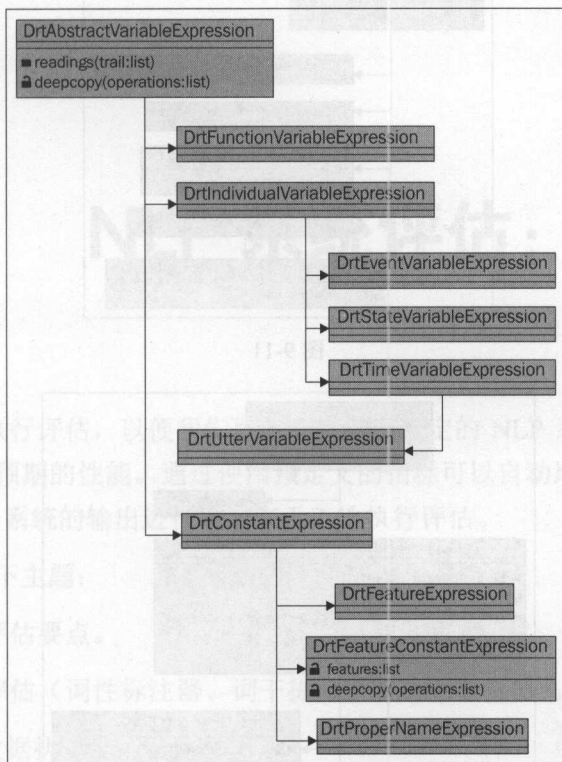 DrtAbstractVariableExpression
readings(trail:list)
deepcopy(operations:list)
DrtFunctionVariableExpression
DrtIndividualVariableExpression
DrtEventVariableExpression
DrtStateVariableExpression
DrtTimeVariableExpression
DrtUtterVariableExpression
DrtConstantExpression
DrtFeatureExpression
DrtFeatureConstantExpression
features:list
deepcopy(operations:list)
DrtProperNameExpression